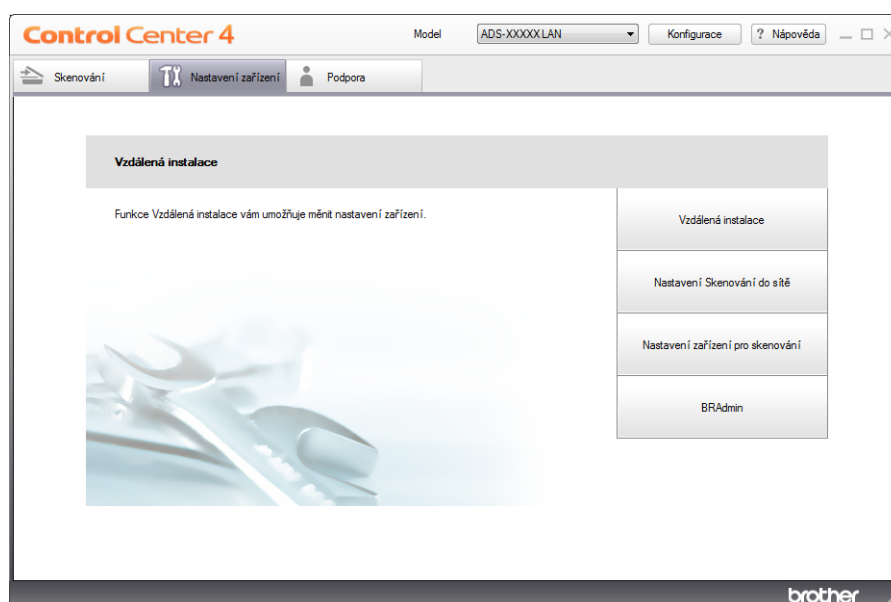 Control Center 4
Model
ADS-XXXXX LAN
Konfigurace
? Nápověda
Skenování
Nastavení zařízení
Podpora
Vzdálená instalace
Funkce Vzdálená instalace vám umožňuje měnit nastavení zařízení.
Vzdálená instalace
Nastavení Skenování do sítě
Nastavení zařízení pro skenování
BRAdmin
brother